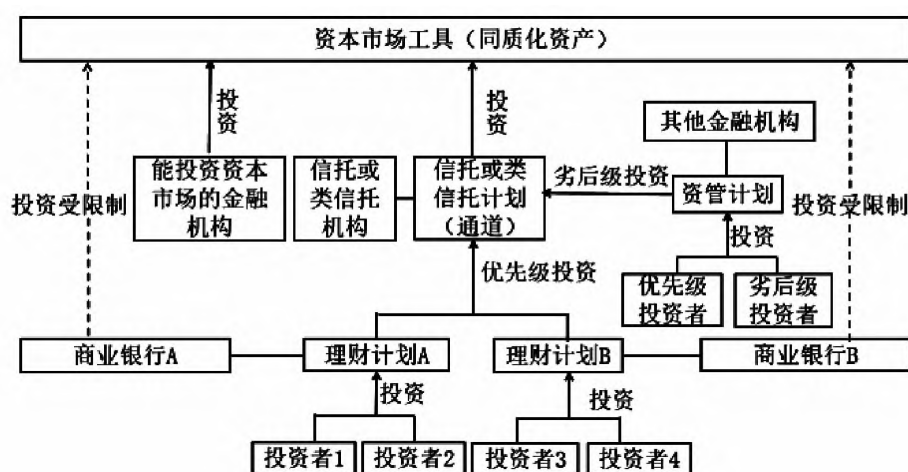 资本市场工具（同质化资产）
投资
投资
其他金融机构
能投资资本
市场的金融
机构
信托或
类信托
机构
信托或类
信托计划
（通道）
劣后级投资
资管计划
投资受限制
投资受限制
投资
优先级投资
优先级
投资者
劣后级
投资者
商业银行A
理财计划A
理财计划B
商业银行B
投资
投资
投资者1
投资者2
投资者3
投资者4